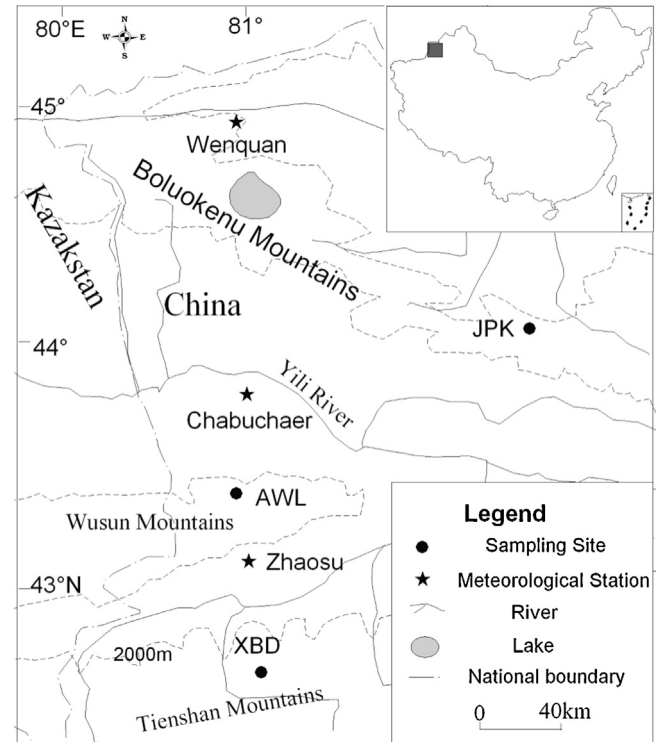 80°E
81°
N
W
E
S
45°
Wenquan
Boluokenu Mountains
Kazakstan
China
JPK
44°
Yili River
Chabuchaer
AWL
Wusun Mountains
Zhaosu
43°N
XBD
2000m
Tienshan Mountains
Legend
Sampling Site
Meteorological Station
River
Lake
National boundary
0 40km